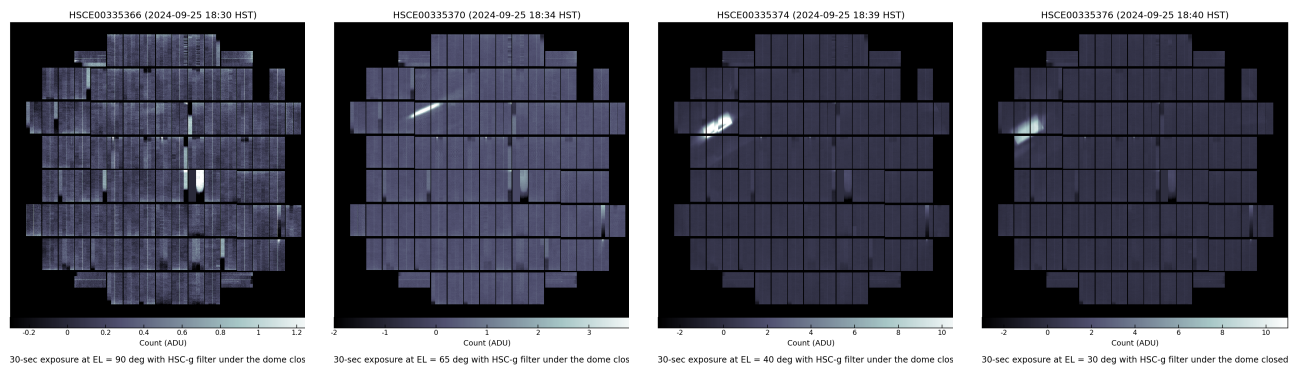 HSCE00335366 (2024-09-25 18:30 HST)
-0.2 0 0.2 0.4 0.6 0.8 1 1.2
Count (ADU)
30-sec exposure at EL = 90 deg with HSC-g filter under the dome clos
HSCE00335370 (2024-09-25 18:34 HST)
-2 -1 0 1 2 3
Count (ADU)
30-sec exposure at EL = 65 deg with HSC-g filter under the dome clos
HSCE00335374 (2024-09-25 18:39 HST)
-2 0 2 4 6 8 10
Count (ADU)
30-sec exposure at EL = 40 deg with HSC-g filter under the dome clos
HSCE00335376 (2024-09-25 18:40 HST)
-2 0 2 4 6 8 10
Count (ADU)
30-sec exposure at EL = 30 deg with HSC-g filter under the dome closed